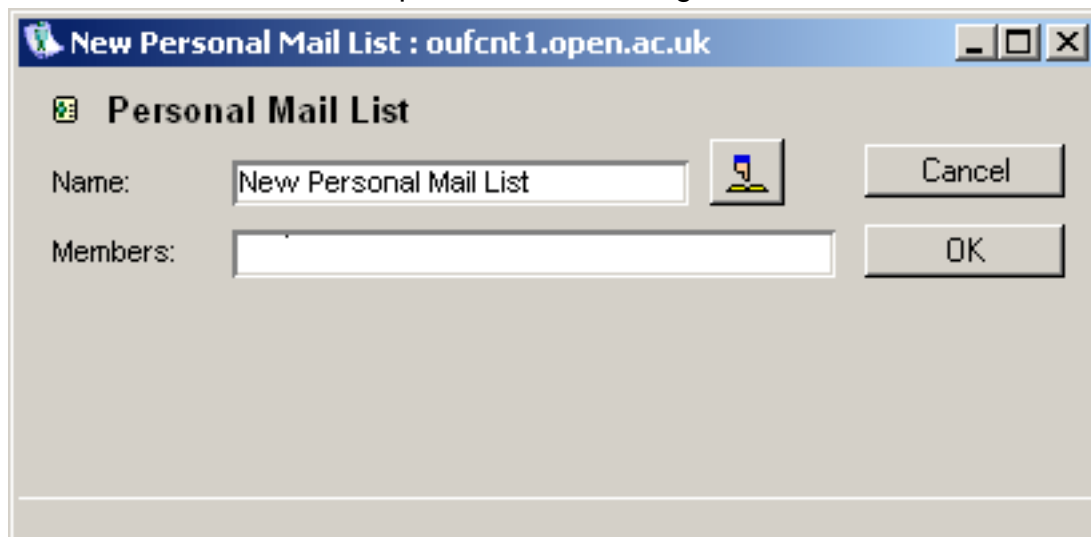 New Personal Mail List : oufcnt1.open.ac.uk
Personal Mail List
Name: New Personal Mail List Cancel
Members: OK